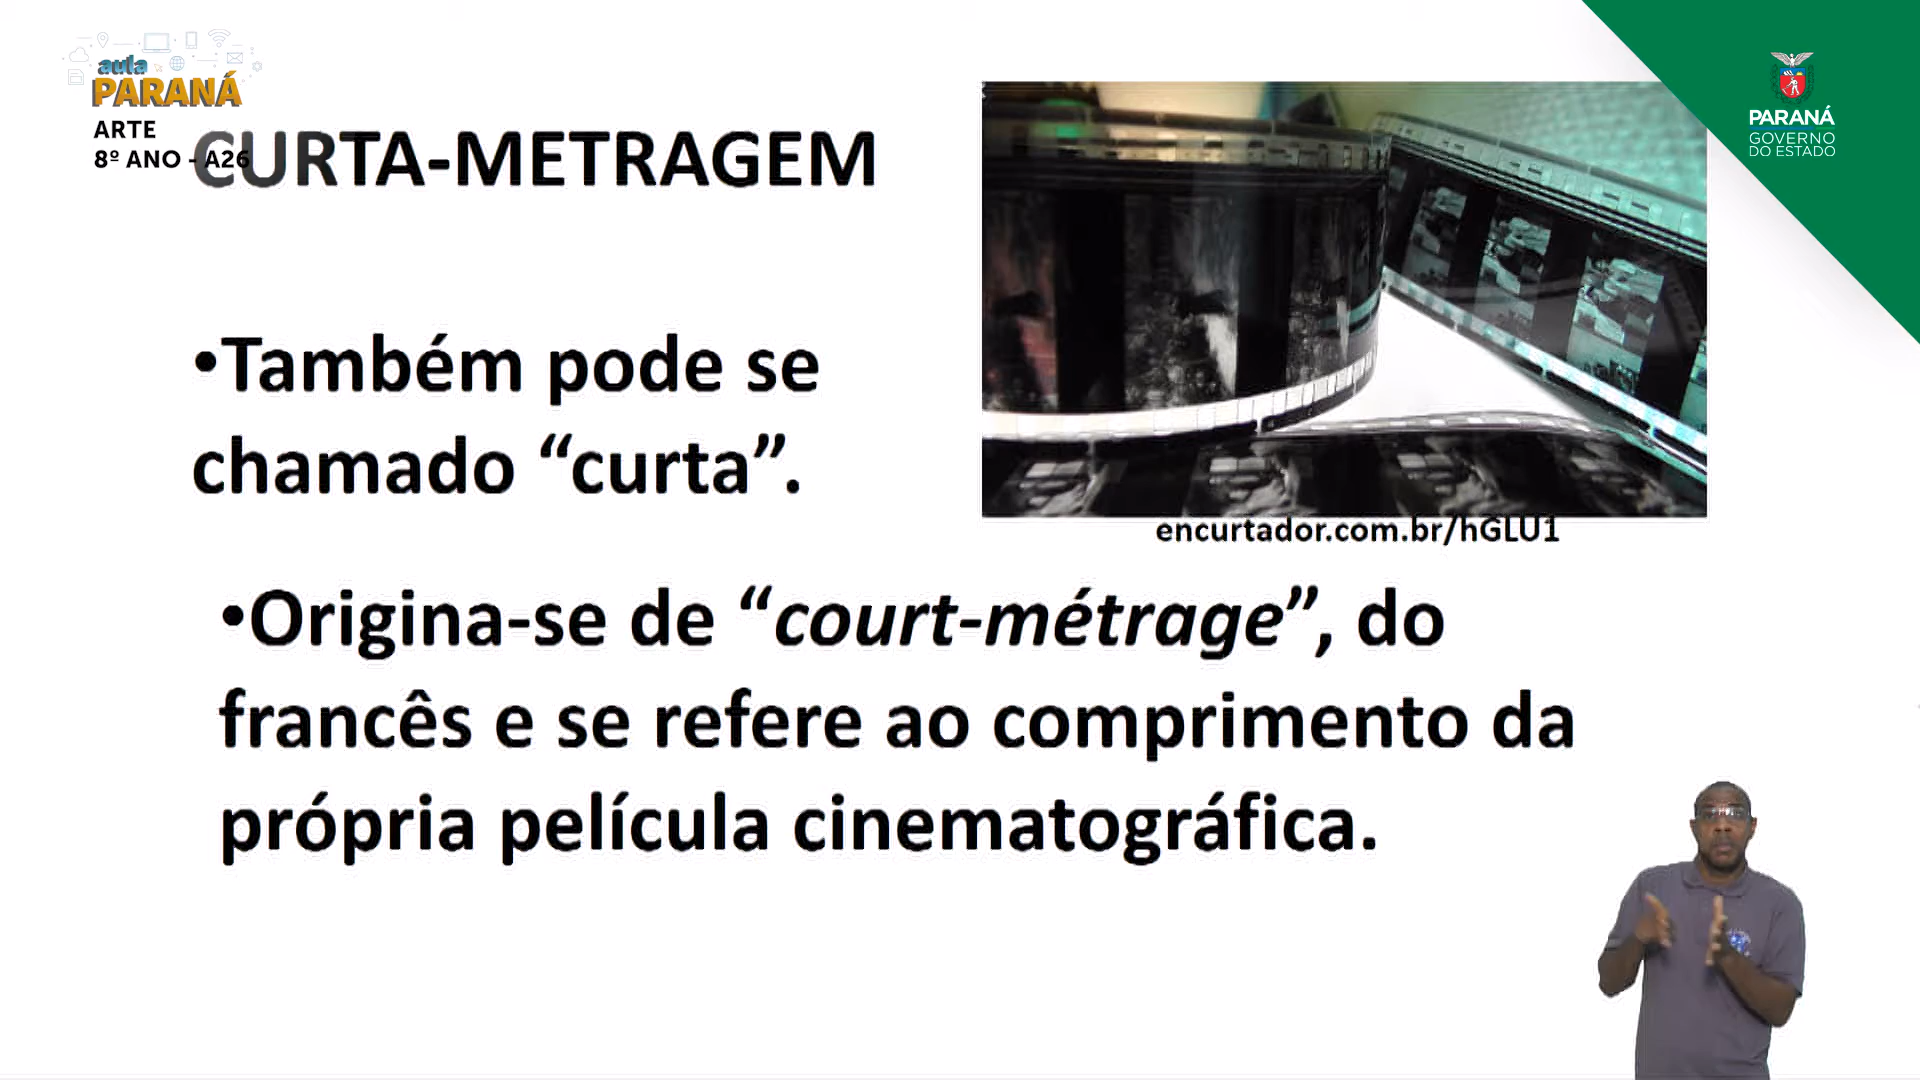 aula
PARANÁ
ARTE
8º ANO - A26
CURTA-METRAGEM
PARANÁ
GOVERNO
DO ESTADO
•Também pode se
chamado “curta”.
encurtador.com.br/hGLU1
•Origina-se de “court-métrage”, do
francês e se refere ao comprimento da
própria película cinematográfica.